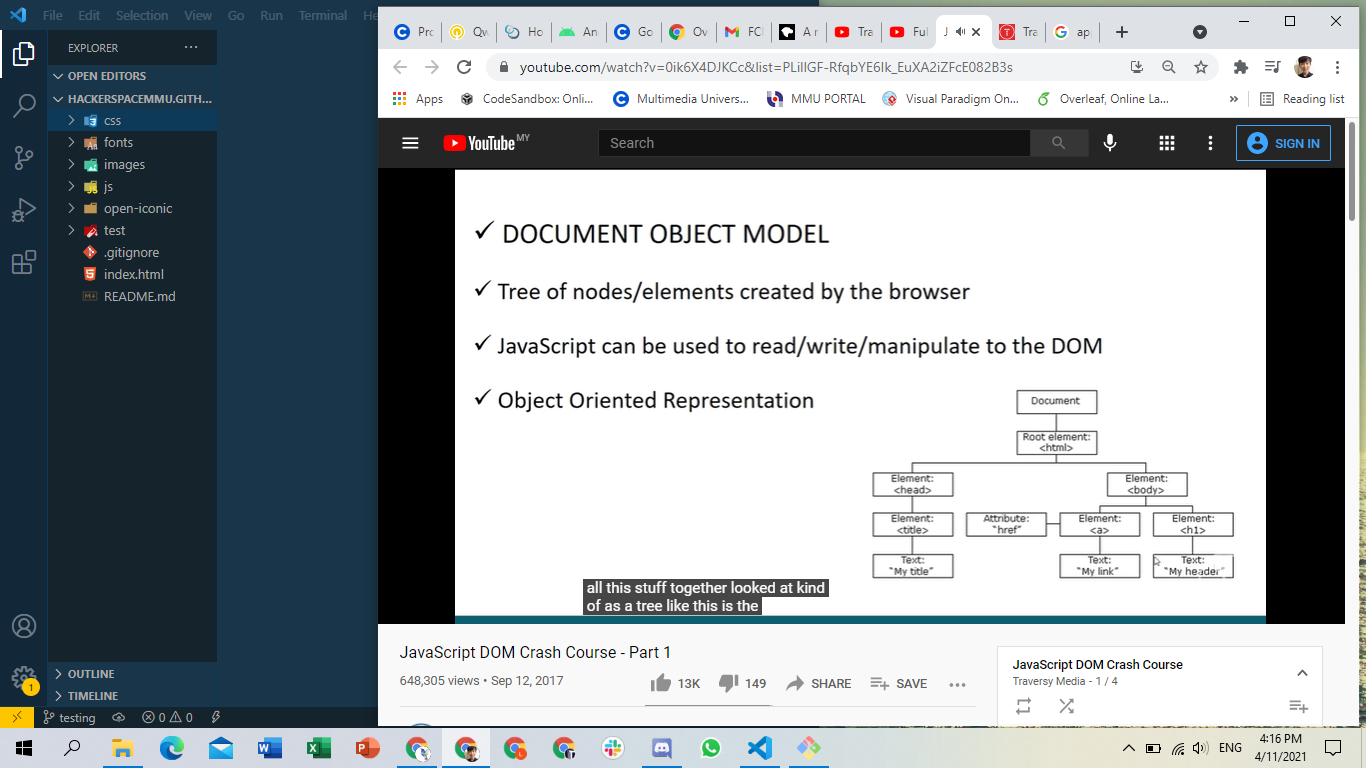 File Edit Selection View Go Run Terminal He
EXPLORER ...
OPEN EDITORS
HACKERSPACEMMU.GITH...
css
fonts
images
js
open-iconic
test
.gitignore
index.html
README.md
OUTLINE
TIMELINE
1
testing 0 0
Pro Qw Ho An Go Ov FCI A r Tra Ful J Tra ap
youtube.com/watch?v=0ik6X4DJKCc&list=PLillGF-RfqbYE6Ik_EuXA2iZFcE082B3s
Apps CodeSandbox: Onli... Multimedia Univers... MMU PORTAL Visual Paradigm On... Overleaf, Online La... » Reading list
YouTube MY Search SIGN IN
✓ DOCUMENT OBJECT MODEL
✓ Tree of nodes/elements created by the browser
✓ JavaScript can be used to read/write/manipulate to the DOM
✓ Object Oriented Representation
Document
Root element:
<html>
Element:
<head>
Element:
<body>
Element:
<title>
Attribute:
"href"
Element:
<a>
Element:
<h1>
Text:
"My title"
Text:
"My link"
Text:
"My header"
all this stuff together looked at kind
of as a tree like this is the
JavaScript DOM Crash Course - Part 1
648,305 views • Sep 12, 2017
13K 149 SHARE SAVE ...
JavaScript DOM Crash Course
Traversy Media - 1 / 4
ENG
4:16 PM
4/11/2021